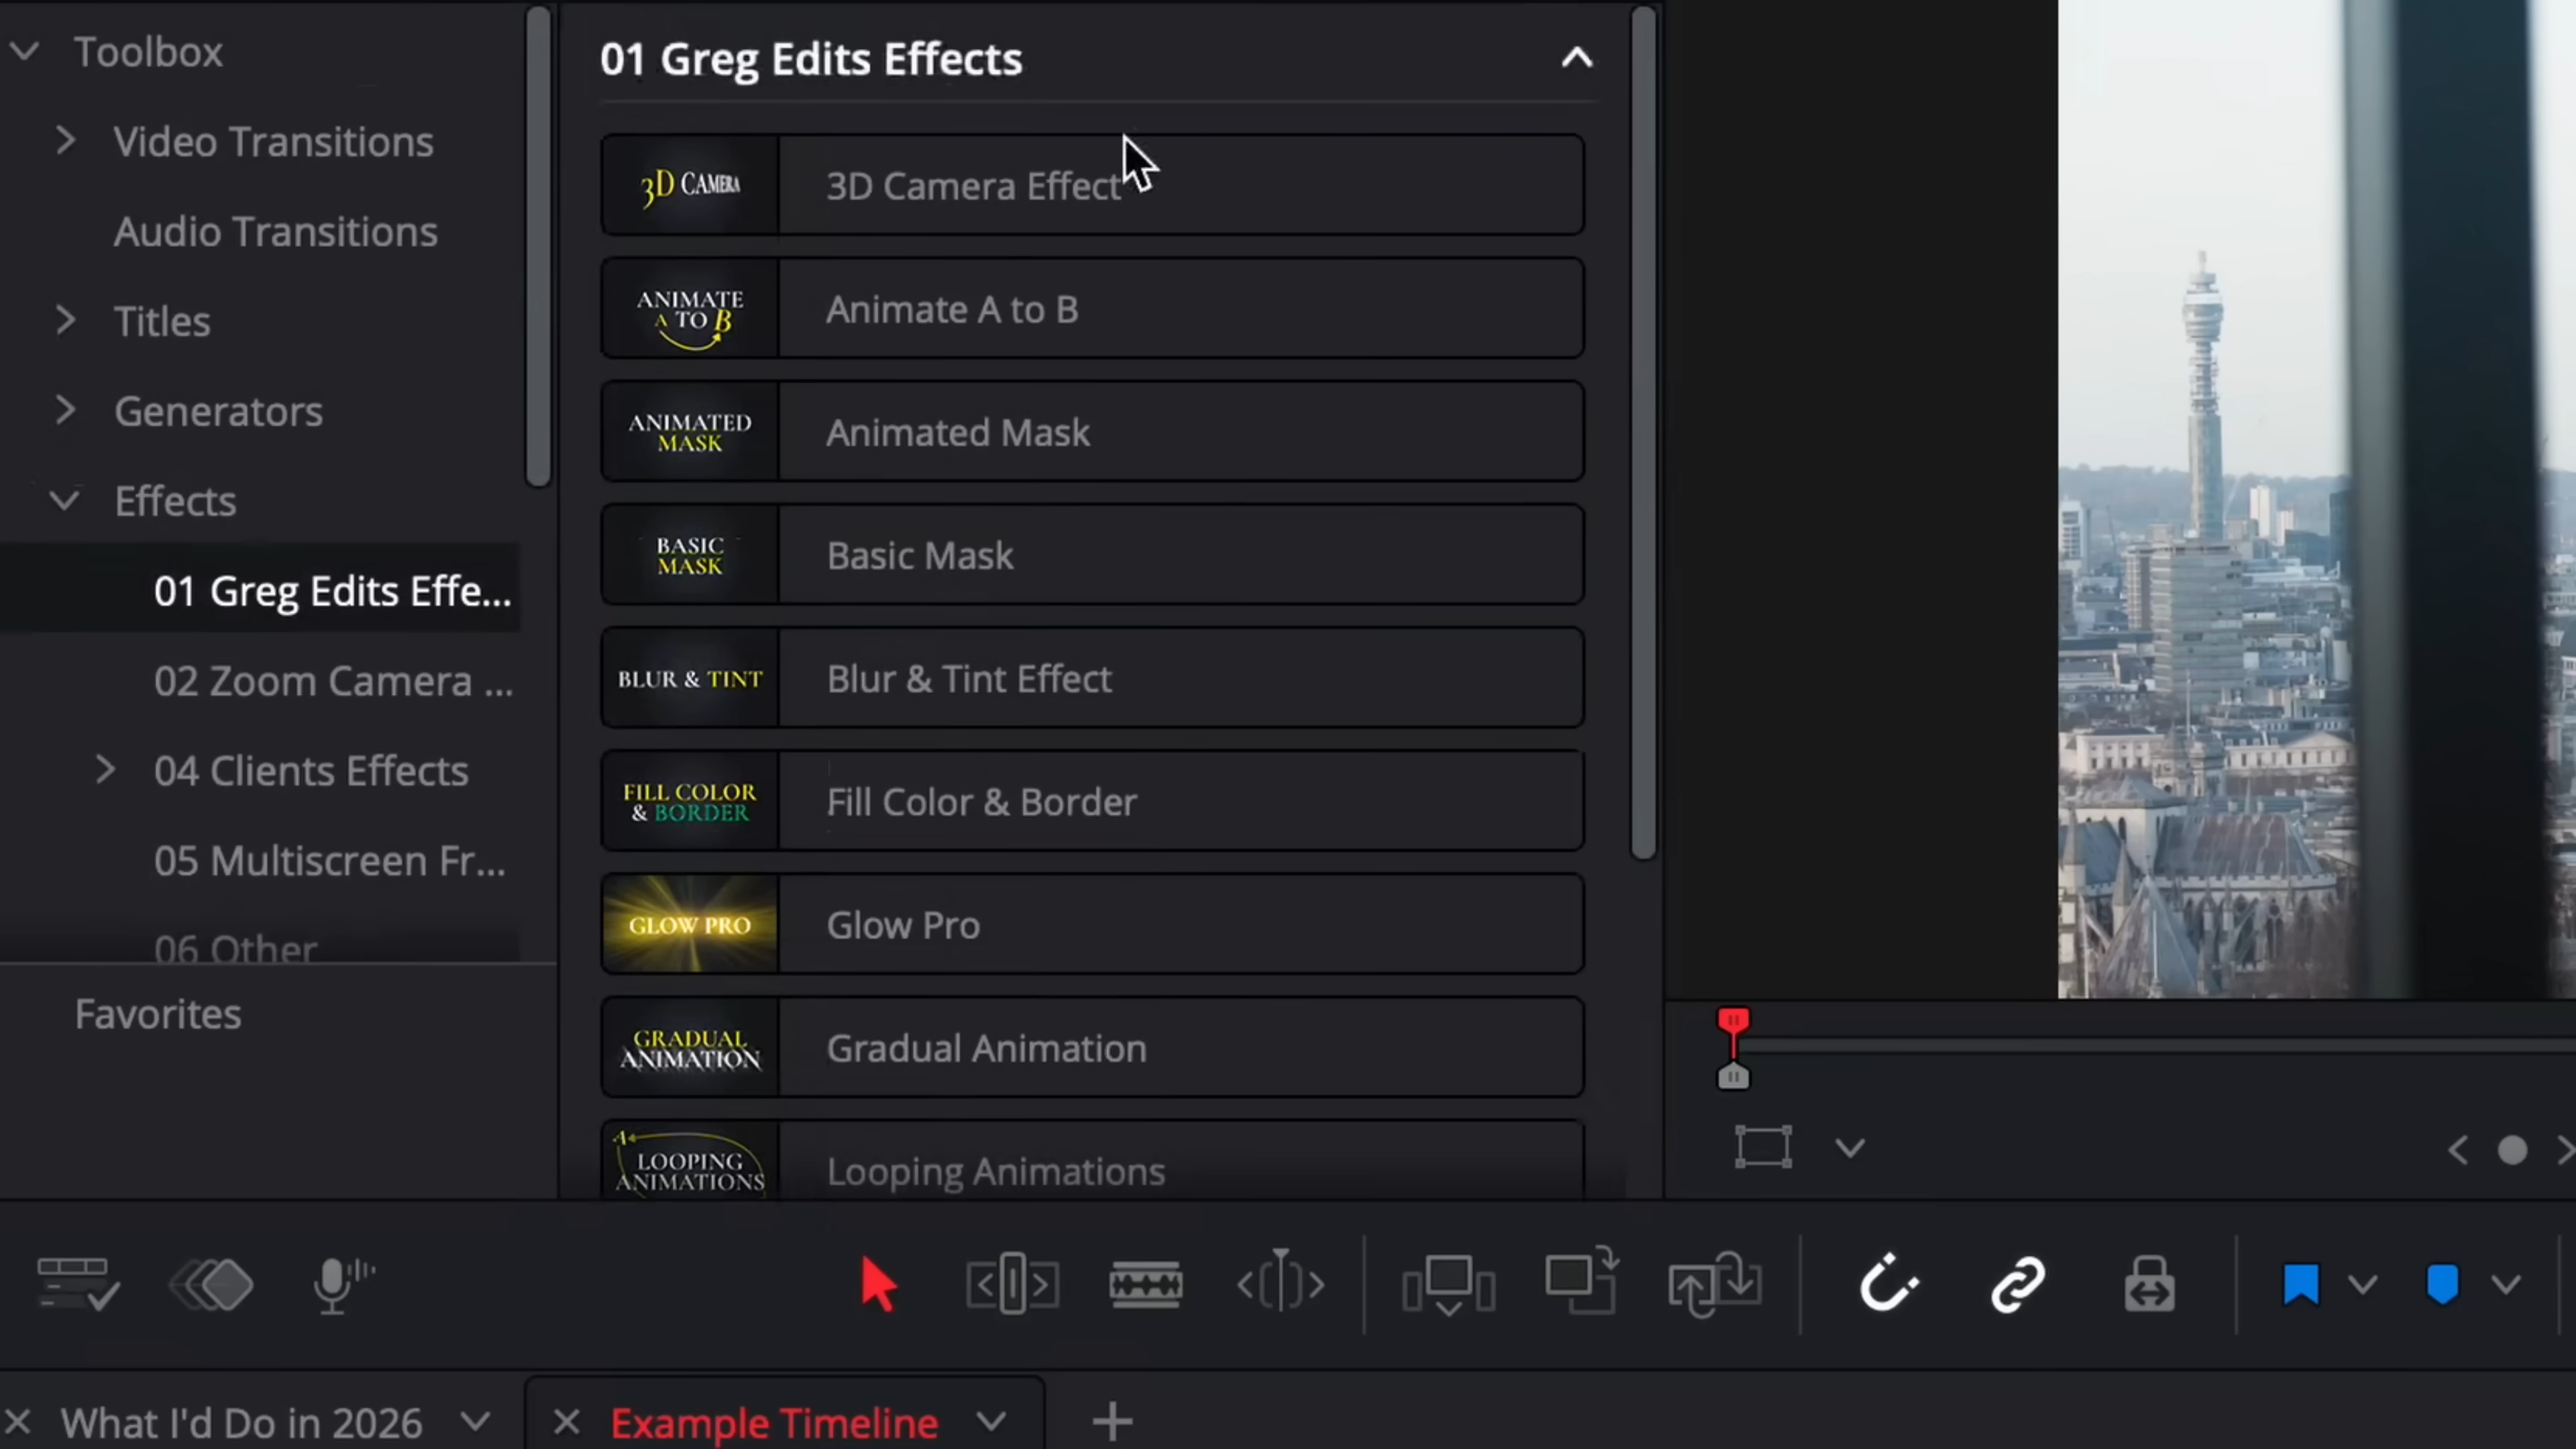 Toolbox
Video Transitions
Audio Transitions
Titles
Generators
Effects
01 Greg Edits Effe...
02 Zoom Camera ...
04 Clients Effects
05 Multiscreen Fr...
06 Other
Favorites
01 Greg Edits Effects
3D CAMERA
3D Camera Effect
ANIMATE
A TO B
Animate A to B
ANIMATED
MASK
Animated Mask
BASIC
MASK
Basic Mask
BLUR & TINT
Blur & Tint Effect
FILL COLOR
& BORDER
Fill Color & Border
GLOW PRO
Glow Pro
GRADUAL
ANIMATION
Gradual Animation
A
LOOPING
ANIMATIONS
Looping Animations
What I'd Do in 2026
Example Timeline